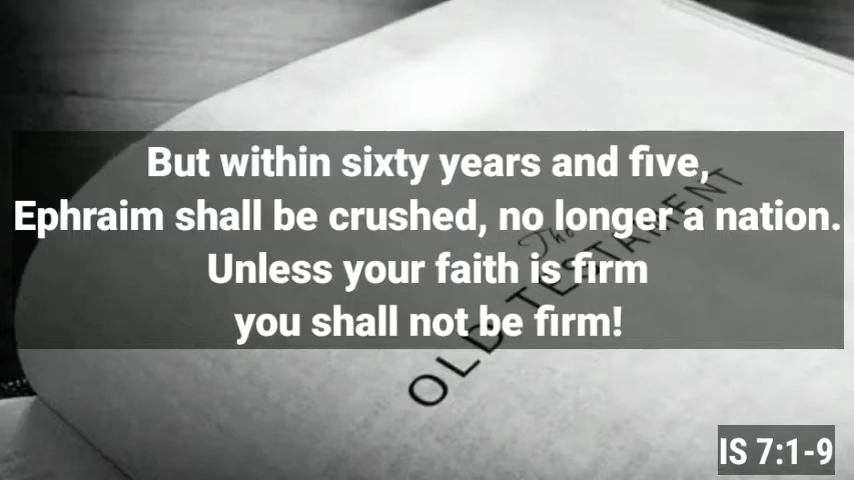 But within sixty years and five,
Ephraim shall be crushed, no longer a nation.
Unless your faith is firm
you shall not be firm!
The
OLD TESTAMENT
IS 7:1-9